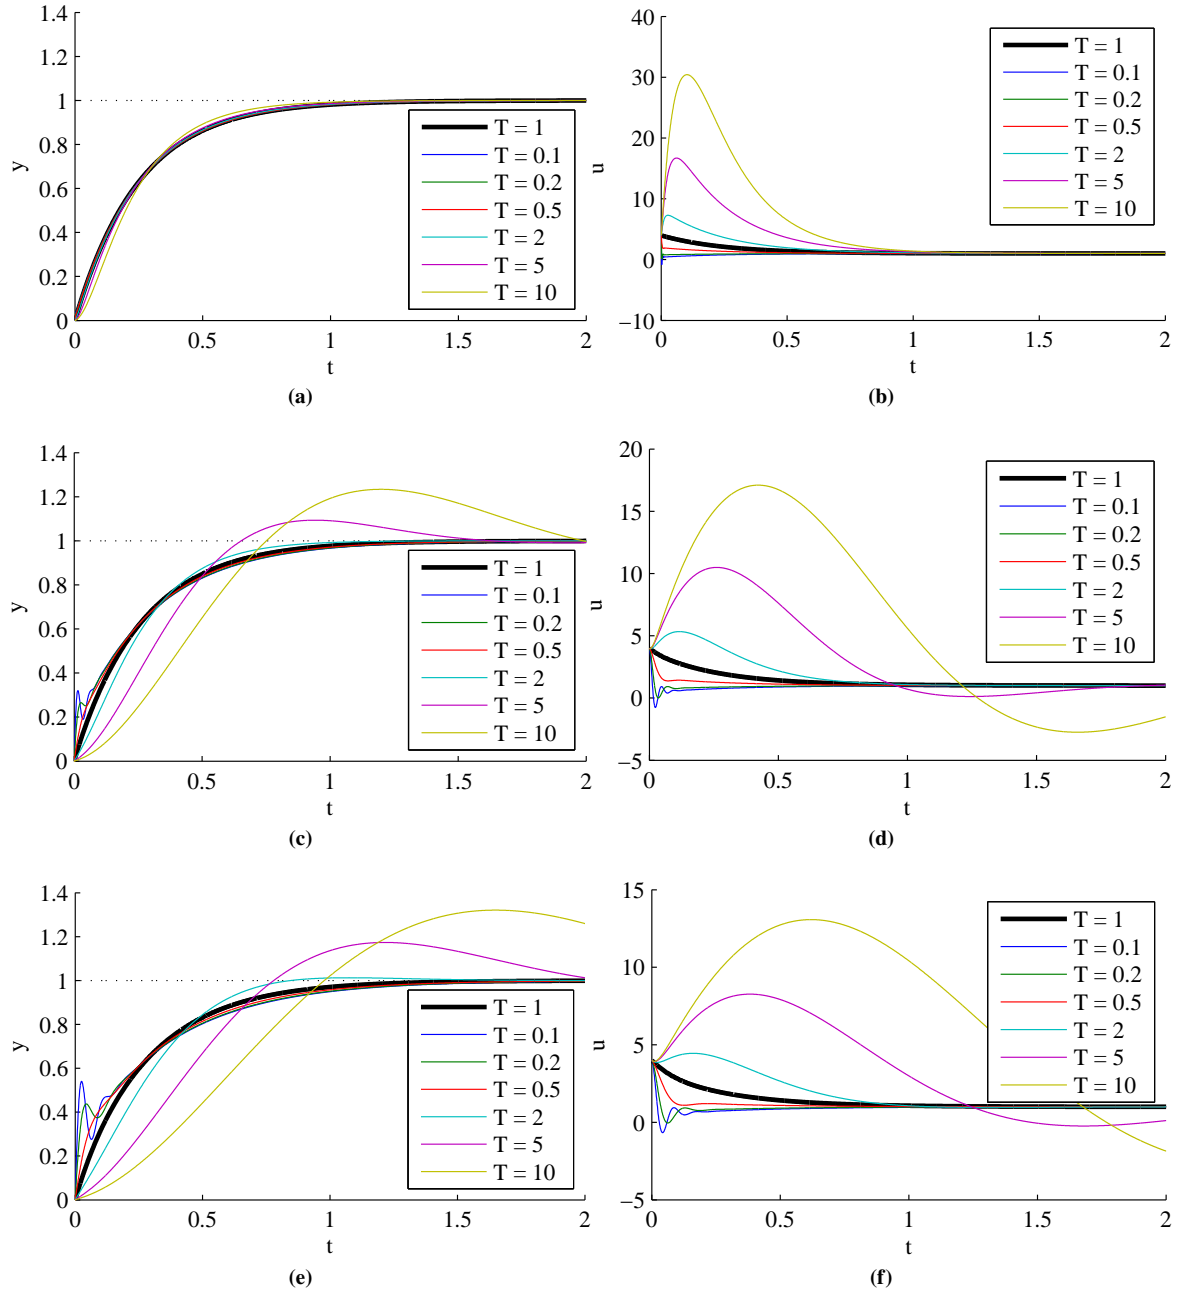 1.4
1.2
1
0.8
0.6
0.4
0.2
0
y
0 0.5 1 1.5 2
t
T = 1
T = 0.1
T = 0.2
T = 0.5
T = 2
T = 5
T = 10
(a)
40
30
20
10
0
−10
u
0 0.5 1 1.5 2
t
T = 1
T = 0.1
T = 0.2
T = 0.5
T = 2
T = 5
T = 10
(b)
1.4
1.2
1
0.8
0.6
0.4
0.2
0
y
0 0.5 1 1.5 2
t
T = 1
T = 0.1
T = 0.2
T = 0.5
T = 2
T = 5
T = 10
(c)
20
15
10
5
0
−5
u
0 0.5 1 1.5 2
t
T = 1
T = 0.1
T = 0.2
T = 0.5
T = 2
T = 5
T = 10
(d)
1.4
1.2
1
0.8
0.6
0.4
0.2
0
y
0 0.5 1 1.5 2
t
T = 1
T = 0.1
T = 0.2
T = 0.5
T = 2
T = 5
T = 10
(e)
15
10
5
0
−5
u
0 0.5 1 1.5 2
t
T = 1
T = 0.1
T = 0.2
T = 0.5
T = 2
T = 5
T = 10
(f)